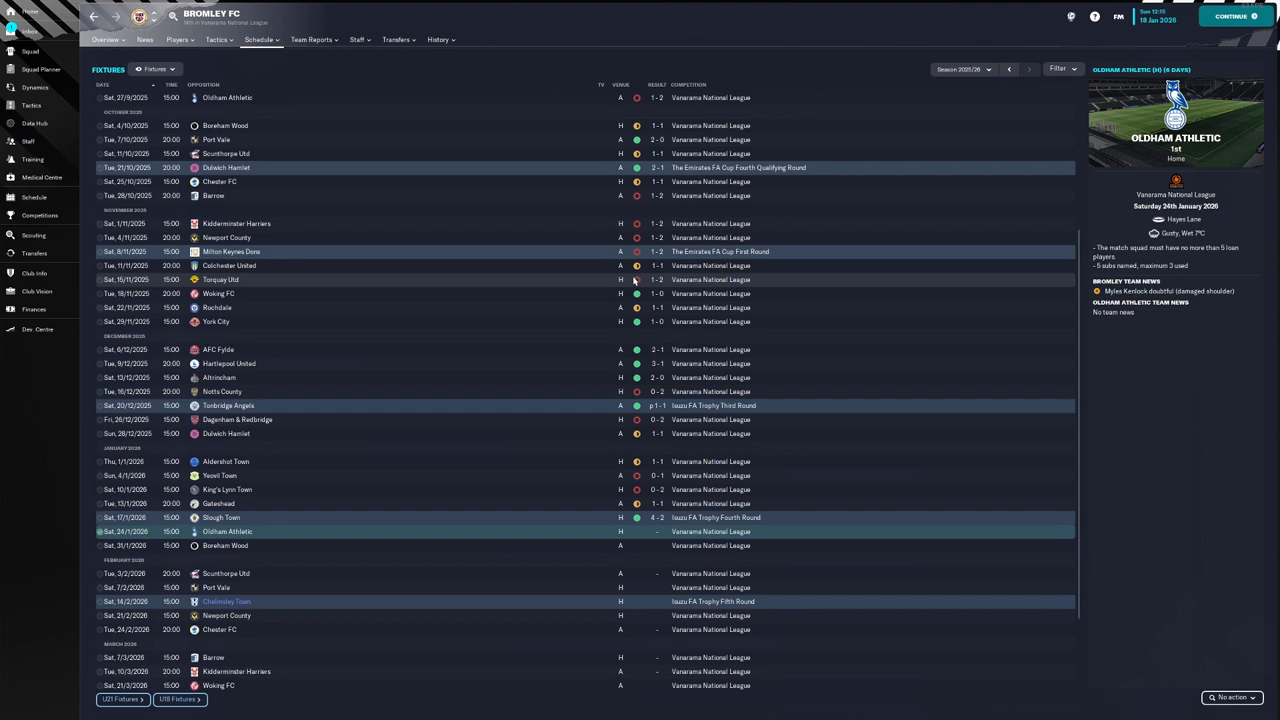 Home
BROMLEY FC
14th in Vanarama National League
Sun 12:15
18 Jan 2026
FM
CONTINUE
Inbox
Overview News Players Tactics Schedule Team Reports Staff Transfers History
Squad
Squad Planner
Dynamics
Tactics
Data Hub
Staff
Training
Medical Centre
Schedule
Competitions
Scouting
Transfers
Club Info
Club Vision
Finances
Dev. Centre
FIXTURES Fixtures Season 2025/26 Filter
DATE TIME OPPOSITION TV VENUE RESULT COMPETITION
Sat, 27/9/2025 15:00 Oldham Athletic A 1 - 2 Vanarama National League
OCTOBER 2025
Sat, 4/10/2025 15:00 Boreham Wood H 1 - 1 Vanarama National League
Tue, 7/10/2025 20:00 Port Vale A 2 - 0 Vanarama National League
Sat, 11/10/2025 15:00 Scunthorpe Utd H 1 - 1 Vanarama National League
Tue, 21/10/2025 20:00 Dulwich Hamlet A 2 - 1 The Emirates FA Cup Fourth Qualifying Round
Sat, 25/10/2025 15:00 Chester FC H 1 - 1 Vanarama National League
Tue, 28/10/2025 20:00 Barrow A 1 - 2 Vanarama National League
NOVEMBER 2025
Sat, 1/11/2025 15:00 Kidderminster Harriers H 1 - 2 Vanarama National League
Tue, 4/11/2025 20:00 Newport County A 1 - 2 Vanarama National League
Sat, 8/11/2025 15:00 Milton Keynes Dons A 1 - 2 The Emirates FA Cup First Round
Tue, 11/11/2025 20:00 Colchester United A 1 - 1 Vanarama National League
Sat, 15/11/2025 15:00 Torquay Utd H 1 - 2 Vanarama National League
Tue, 18/11/2025 20:00 Woking FC H 1 - 0 Vanarama National League
Sat, 22/11/2025 15:00 Rochdale A 1 - 1 Vanarama National League
Sat, 29/11/2025 15:00 York City H 1 - 0 Vanarama National League
DECEMBER 2025
Sat, 6/12/2025 15:00 AFC Fylde A 2 - 1 Vanarama National League
Tue, 9/12/2025 20:00 Hartlepool United A 3 - 1 Vanarama National League
Sat, 13/12/2025 15:00 Altrincham H 2 - 0 Vanarama National League
Tue, 16/12/2025 20:00 Notts County H 0 - 2 Vanarama National League
Sat, 20/12/2025 15:00 Tonbridge Angels A p 1 - 1 Isuzu FA Trophy Third Round
Fri, 26/12/2025 15:00 Dagenham & Redbridge H 0 - 2 Vanarama National League
Sun, 28/12/2025 15:00 Dulwich Hamlet A 1 - 1 Vanarama National League
JANUARY 2026
Thu, 1/1/2026 15:00 Aldershot Town H 1 - 1 Vanarama National League
Sun, 4/1/2026 15:00 Yeovil Town A 0 - 1 Vanarama National League
Sat, 10/1/2026 15:00 King's Lynn Town H 0 - 2 Vanarama National League
Tue, 13/1/2026 20:00 Gateshead A 1 - 1 Vanarama National League
Sat, 17/1/2026 15:00 Slough Town H 4 - 2 Isuzu FA Trophy Fourth Round
Sat, 24/1/2026 15:00 Oldham Athletic H - Vanarama National League
Sat, 31/1/2026 15:00 Boreham Wood A Vanarama National League
FEBRUARY 2026
Tue, 3/2/2026 20:00 Scunthorpe Utd A - Vanarama National League
Sat, 7/2/2026 15:00 Port Vale H Vanarama National League
Sat, 14/2/2026 15:00 Chelmsley Town H Isuzu FA Trophy Fifth Round
Sat, 21/2/2026 15:00 Newport County H Vanarama National League
Tue, 24/2/2026 20:00 Chester FC A - Vanarama National League
MARCH 2026
Sat, 7/3/2026 15:00 Barrow H - Vanarama National League
Tue, 10/3/2026 20:00 Kidderminster Harriers A - Vanarama National League
Sat, 21/3/2026 15:00 Woking FC A Vanarama National League
U21 Fixtures U18 Fixtures
OLDHAM ATHLETIC (H) (6 DAYS)
OLDHAM ATHLETIC
1st
Home
Vanarama National League
Saturday 24th January 2026
Hayes Lane
Gusty, Wet 7°C
- The match squad must have no more than 5 loan
players.
- 5 subs named, maximum 3 used
BROMLEY TEAM NEWS
Myles Kenlock doubtful (damaged shoulder)
OLDHAM ATHLETIC TEAM NEWS
No team news
No action